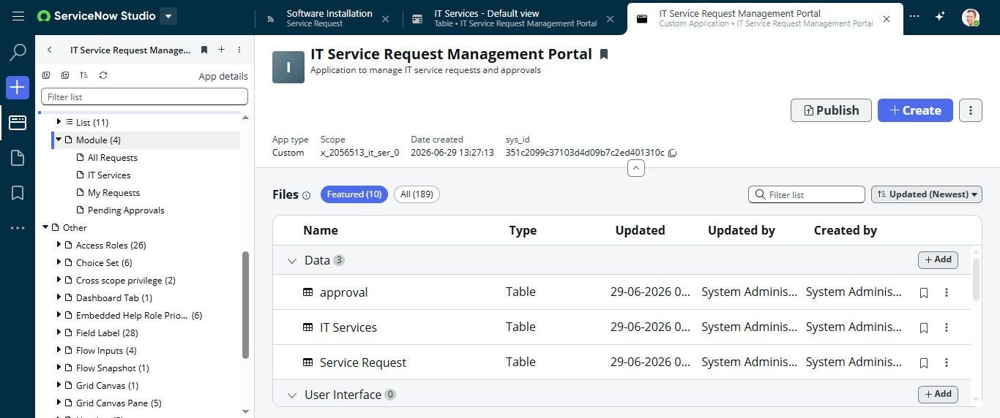 ServiceNow Studio
Software Installation
Service Request
IT Services - Default view
Table • IT Service Request Management Portal
IT Service Request Management Portal
Custom Application • IT Service Request Management Portal
IT Service Request Manage...
App details
Filter list
List (11)
Module (4)
All Requests
IT Services
My Requests
Pending Approvals
Other
Access Roles (26)
Choice Set (6)
Cross scope privilege (2)
Dashboard Tab (1)
Embedded Help Role Prio... (6)
Field Label (28)
Flow Inputs (4)
Flow Snapshot (1)
Grid Canvas (1)
Grid Canvas Pane (5)
I
IT Service Request Management Portal
Application to manage IT service requests and approvals
Publish
Create
App type Scope Date created sys_id
Custom x_2056513_it_ser_0 2026-06-29 13:27:13 351c2099c37103d4d09b7c2ed401310c
Files Featured (10) All (189) Filter list Updated (Newest)
Name Type Updated Updated by Created by
Data 3 + Add
approval Table 29-06-2026 0... System Adminis... System Adminis...
IT Services Table 29-06-2026 0... System Adminis... System Adminis...
Service Request Table 29-06-2026 0... System Adminis... System Adminis...
User Interface 0 + Add